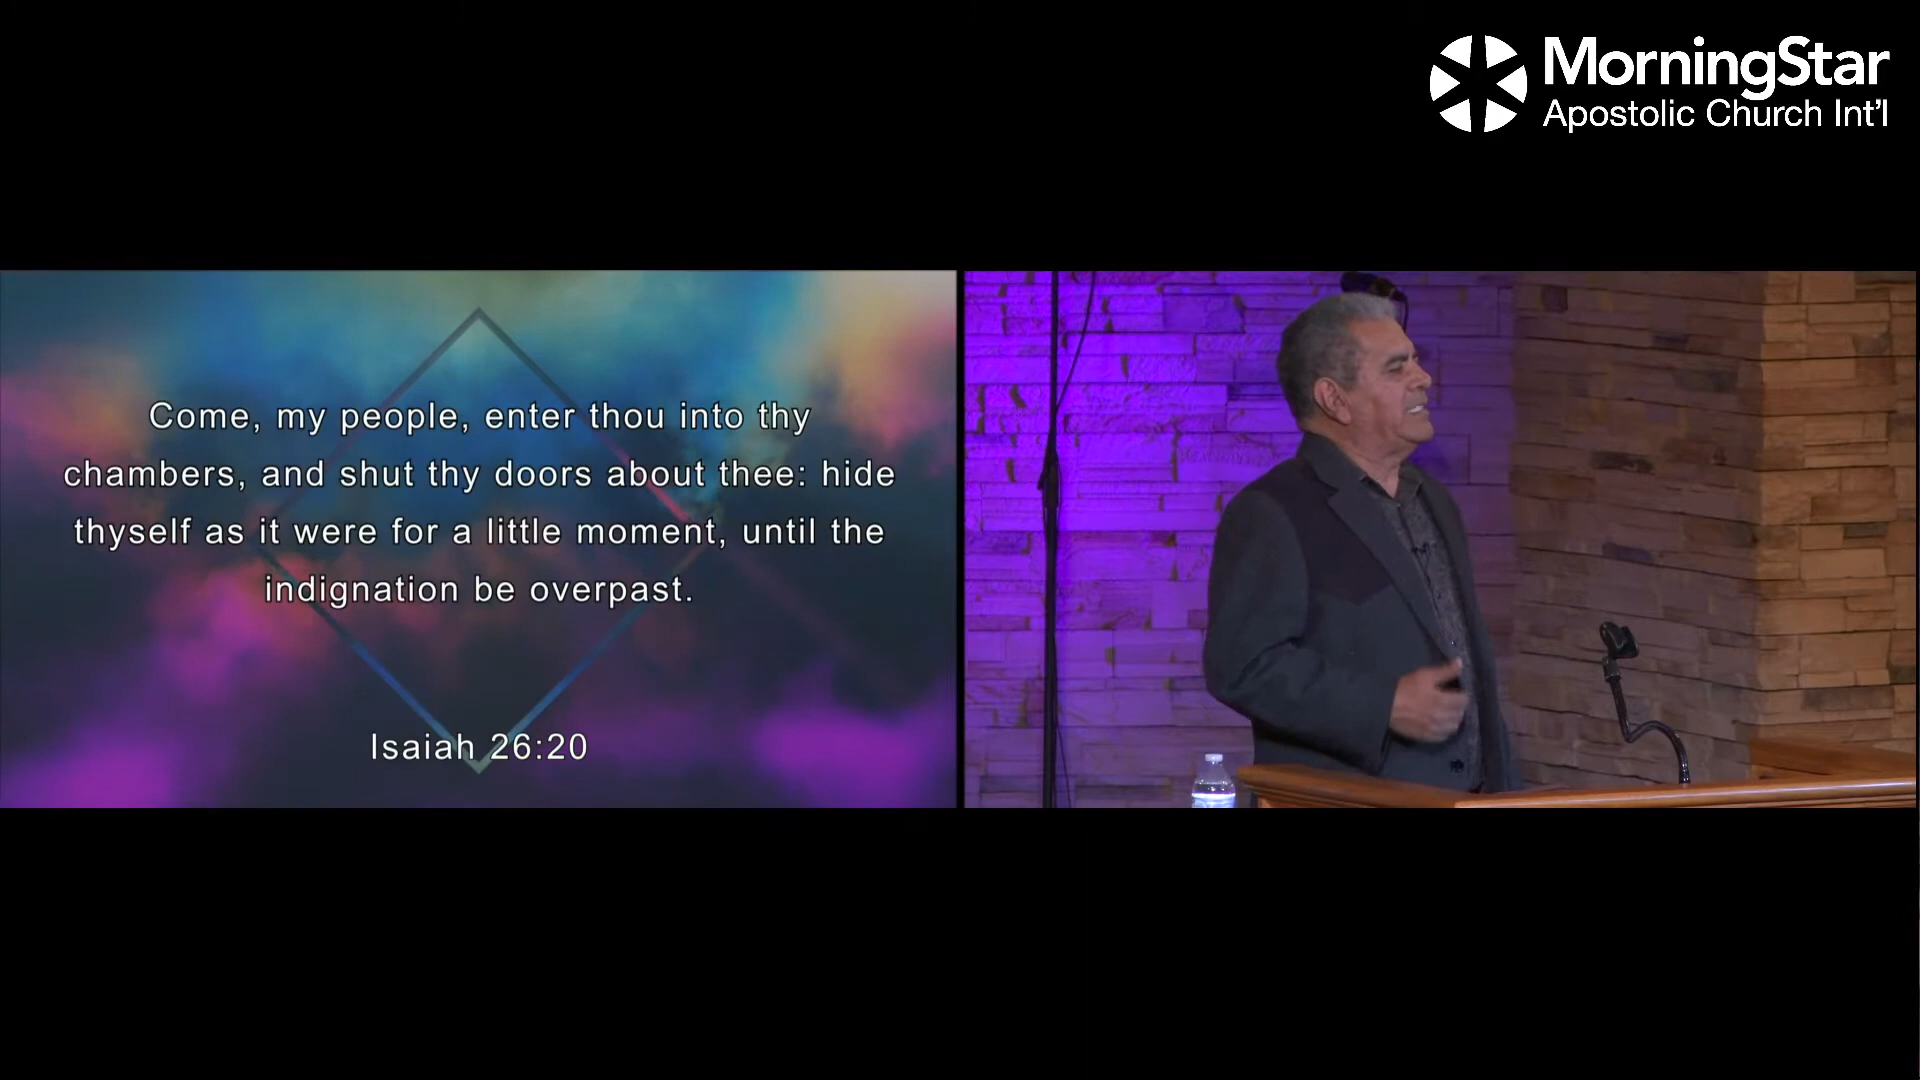 MorningStar
Apostolic Church Int'l
Come, my people, enter thou into thy
chambers, and shut thy doors about thee: hide
thyself as it were for a little moment, until the
indignation be overpast.
Isaiah 26:20